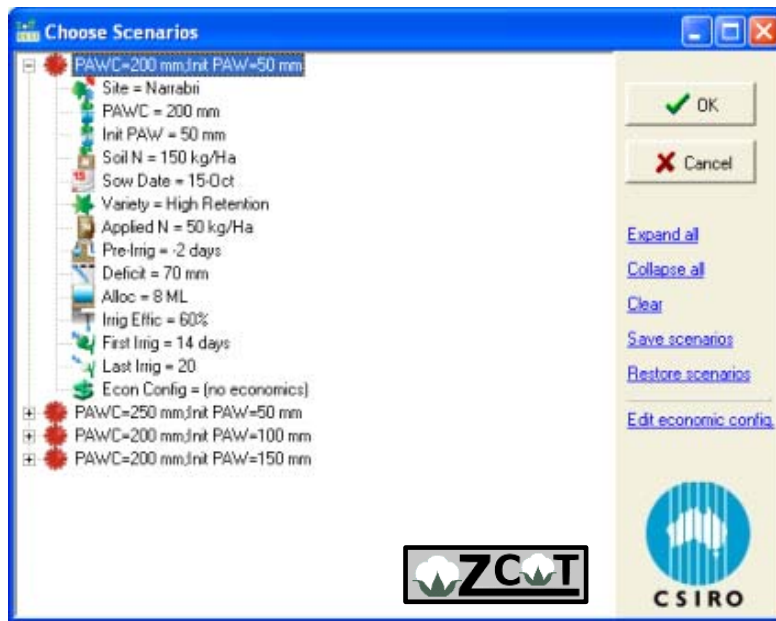 Choose Scenarios
PAWC=200 mm;Init PAW=50 mm
Site = Narrabri
PAWC = 200 mm
Init PAW = 50 mm
Soil N = 150 kg/Ha
15
Sow Date = 15-Oct
Variety = High Retention
Applied N = 50 kg/Ha
Pre-Irrig = -2 days
Deficit = 70 mm
Alloc = 8 ML
Irrig Effic = 60%
First Irrig = 14 days
Last Irrig = 20
Econ Config = (no economics)
PAWC=250 mm;Init PAW=50 mm
PAWC=200 mm;Init PAW=100 mm
PAWC=200 mm;Init PAW=150 mm
OK
Cancel
Expand all
Collapse all
Clear
Save scenarios
Restore scenarios
Edit economic config.
OZCOT
CSIRO